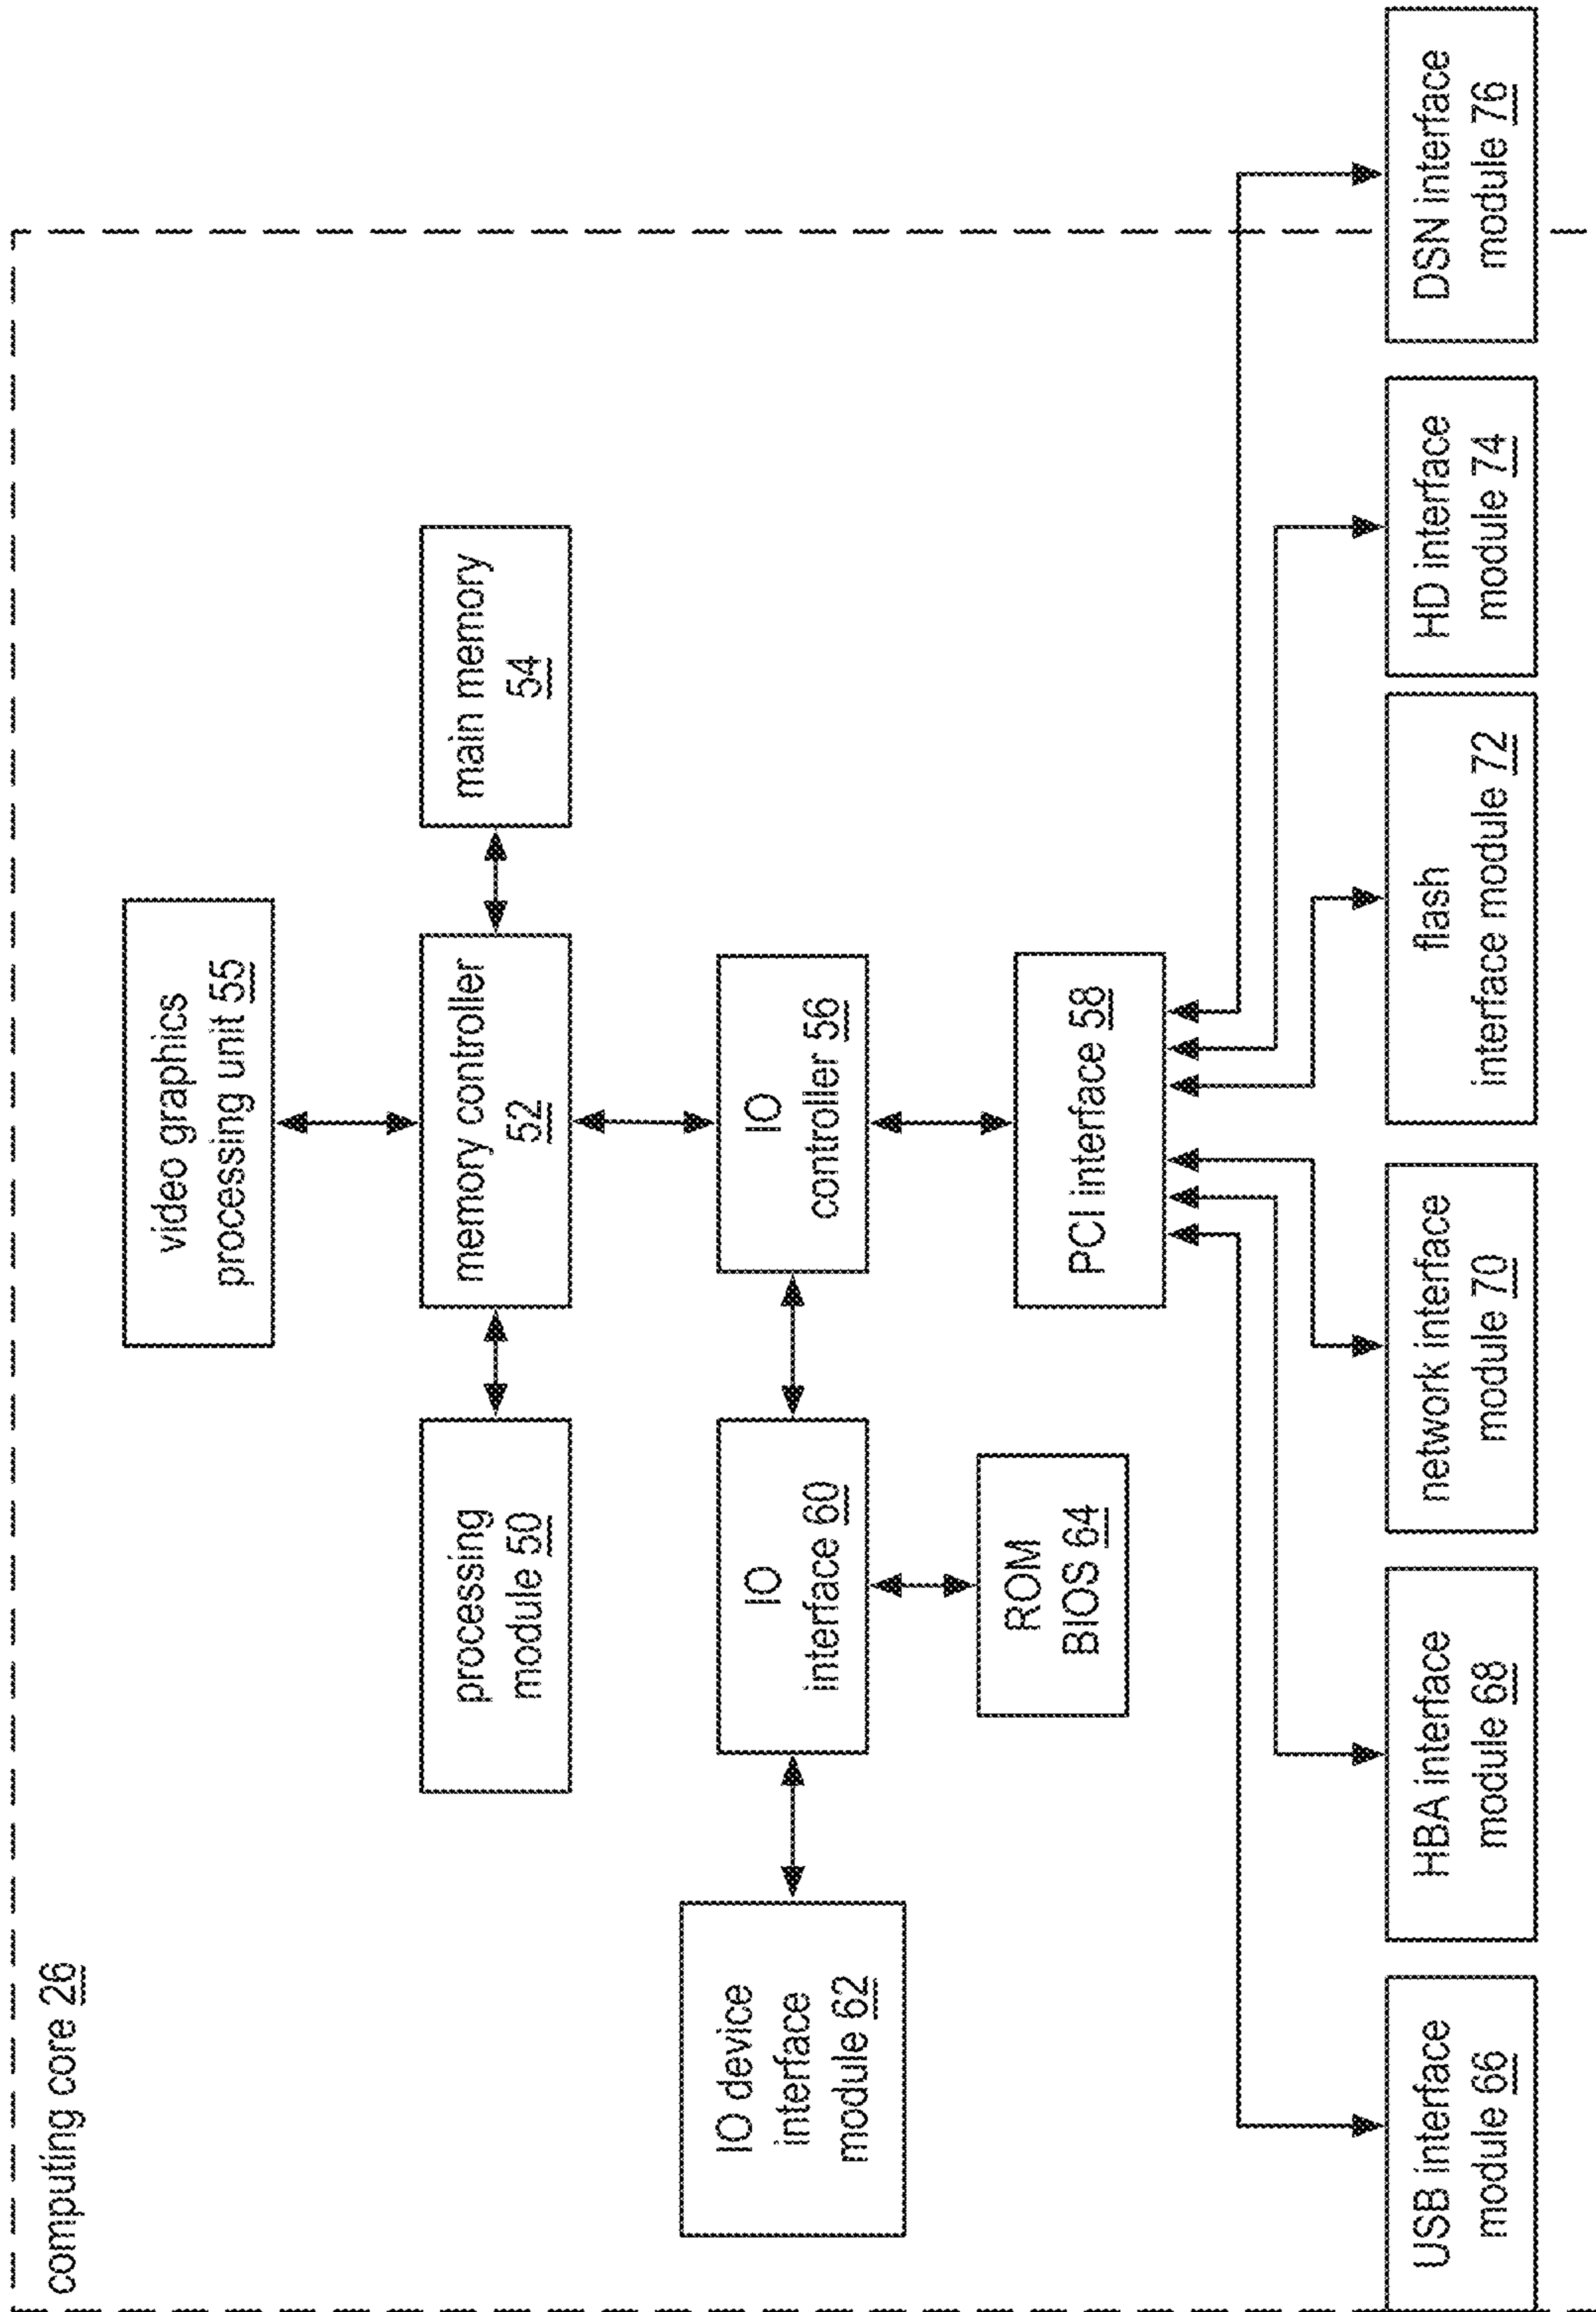 computing core 26
video graphics
processing unit 55
processing
module 50
memory controller
52
main memory
54
IO device
interface
module 62
IO
interface 60
IO
controller 56
ROM
BIOS 64
PCI interface 58
USB interface
module 66
HBA interface
module 68
network interface
module 70
flash
interface module 72
HD interface
module 74
DSN interface
module 76